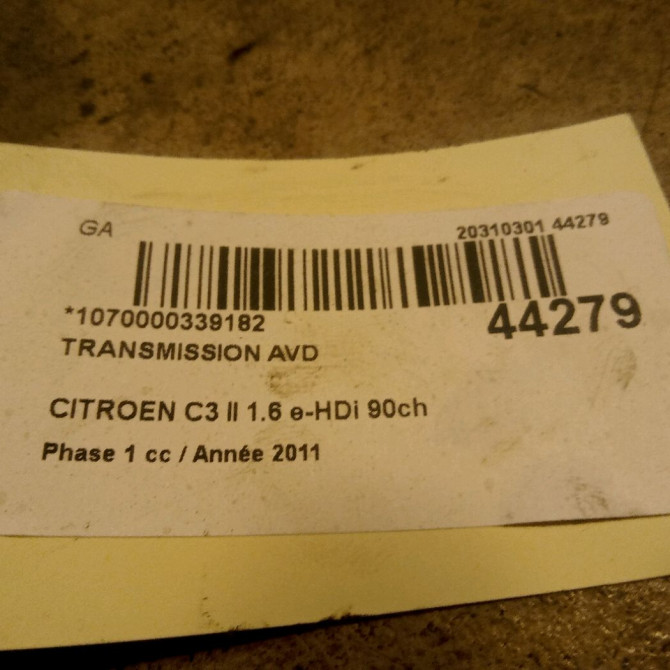 GA
20310301 44279
*1070000339182
44279
TRANSMISSION AVD
CITROEN C3 II 1.6 e-HDi 90ch
Phase 1 cc / Année 2011